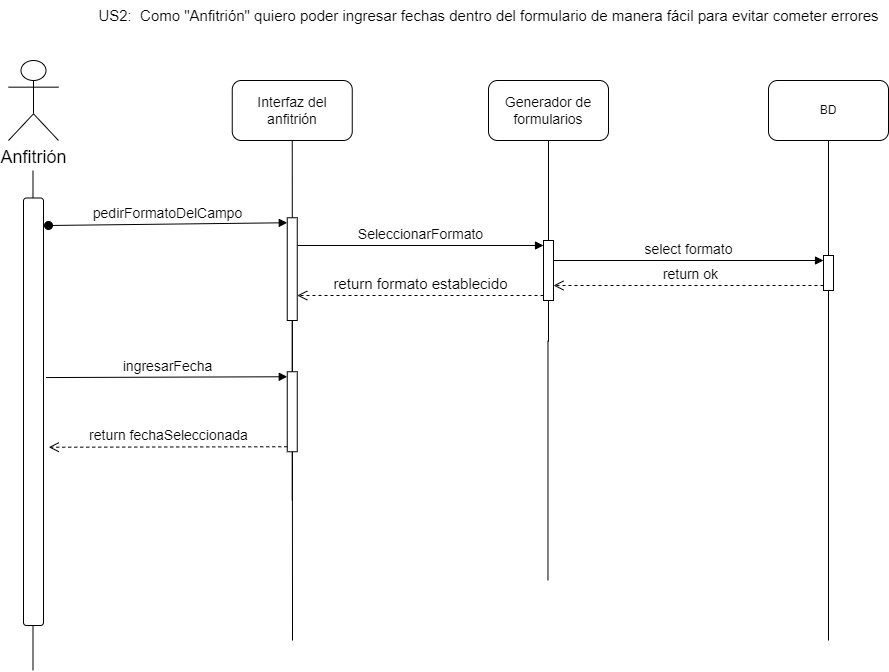 US2: Como "Anfitrión" quiero poder ingresar fechas dentro del formulario de manera fácil para evitar cometer errores
Interfaz del
anfitrión
Generador de
formularios
BD
Anfitrión
pedirFormatoDelCampo
SeleccionarFormato
select formato
return ok
return formato establecido
ingresarFecha
return fechaSeleccionada